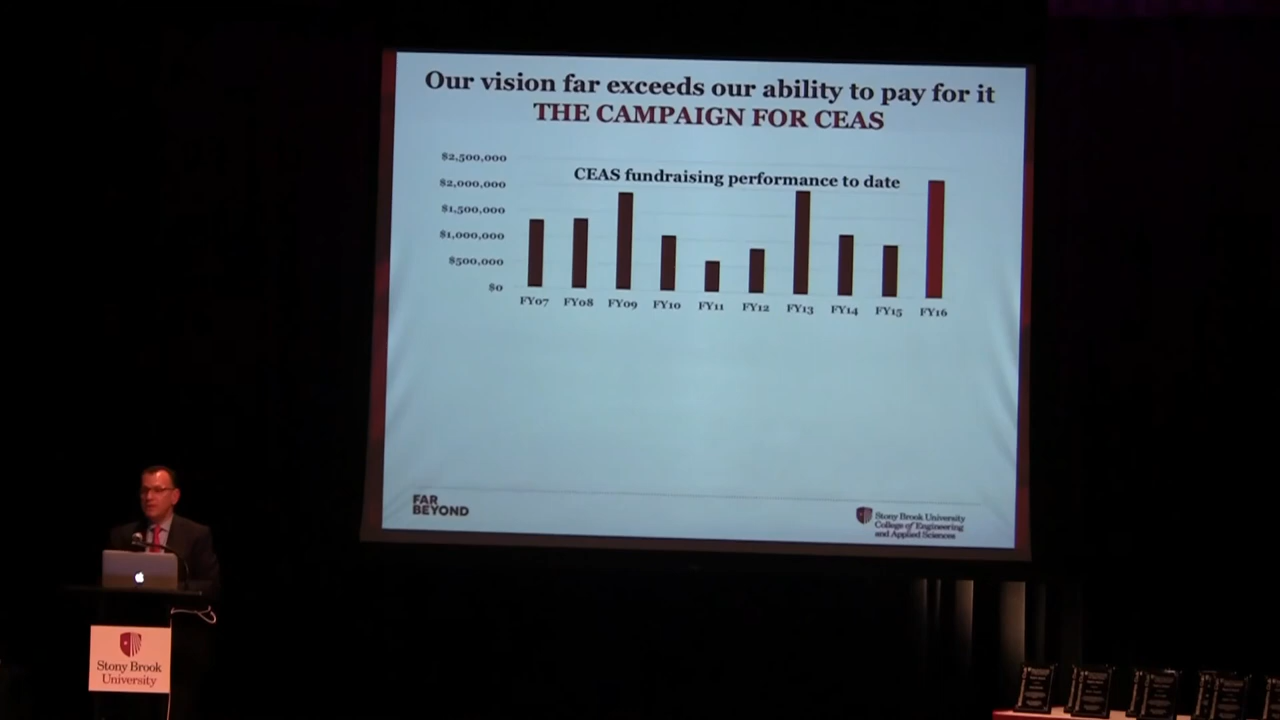 Our vision far exceeds our ability to pay for it
THE CAMPAIGN FOR CEAS
CEAS fundraising performance to date
$2,500,000
$2,000,000
$1,500,000
$1,000,000
$500,000
$0
FY07 FY08 FY09 FY10 FY11 FY12 FY13 FY14 FY15 FY16
FAR
BEYOND
Stony Brook University
College of Engineering
and Applied Sciences
Stony Brook
University